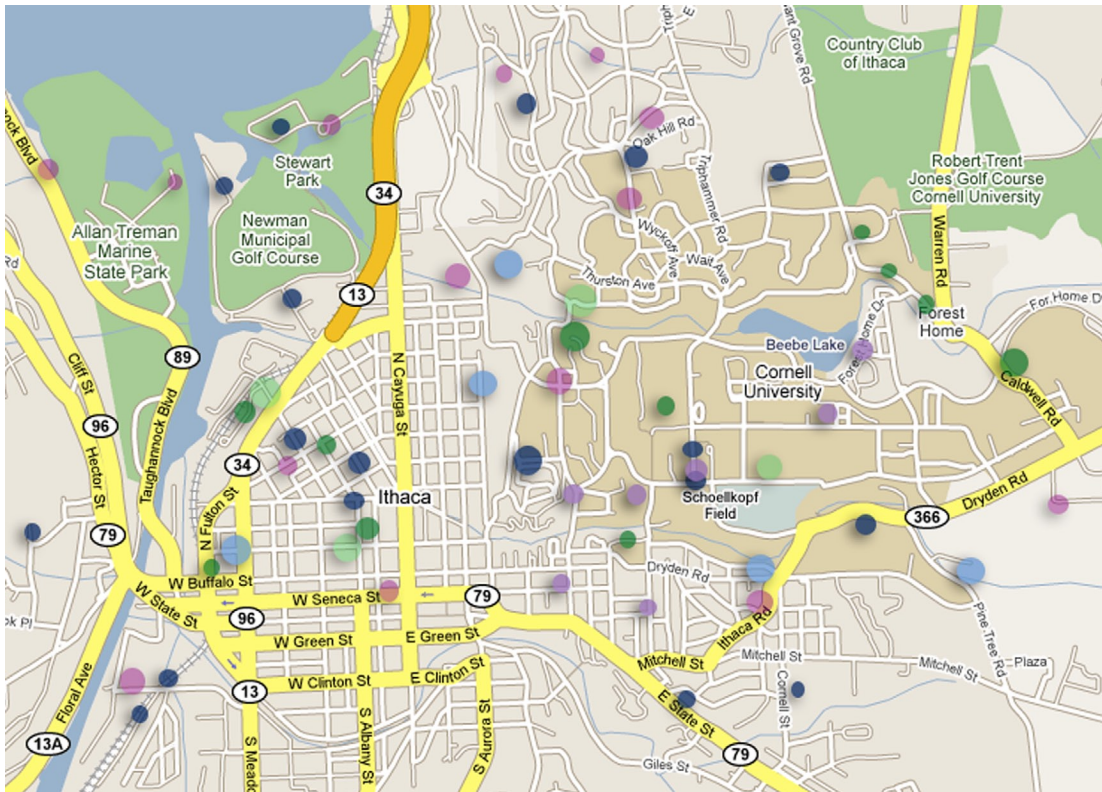 Country Club
of Ithaca
Oak Hill Rd
Triphammer Rd
Stewart
Park
34
Robert Trent
Jones Golf Course
Cornell University
Allan Treman
Marine
State Park
Newman
Municipal
Golf Course
Wyckoff Ave
Wait Ave
Warren Rd
Thurston Ave
13
Forest
Home
Beebe Lake
89
Cliff St
N Cayuga St
Cornell
University
Caldwell Rd
96
Taughannock Blvd
Hector St
34
Ithaca
Schoellkopf
Field
Dryden Rd
N Fulton St
366
79
W Buffalo St
Dryden Rd
W State St
W Seneca St
79
96
W Green St
E Green St
Ithaca Rd
Mitchell St
Mitchell St
Mitchell St
Pine Tree Rd
Plaza
Floral Ave
13
W Clinton St
E Clinton St
Cornell St
E State St
S Albany St
S Aurora St
13A
79
Giles St